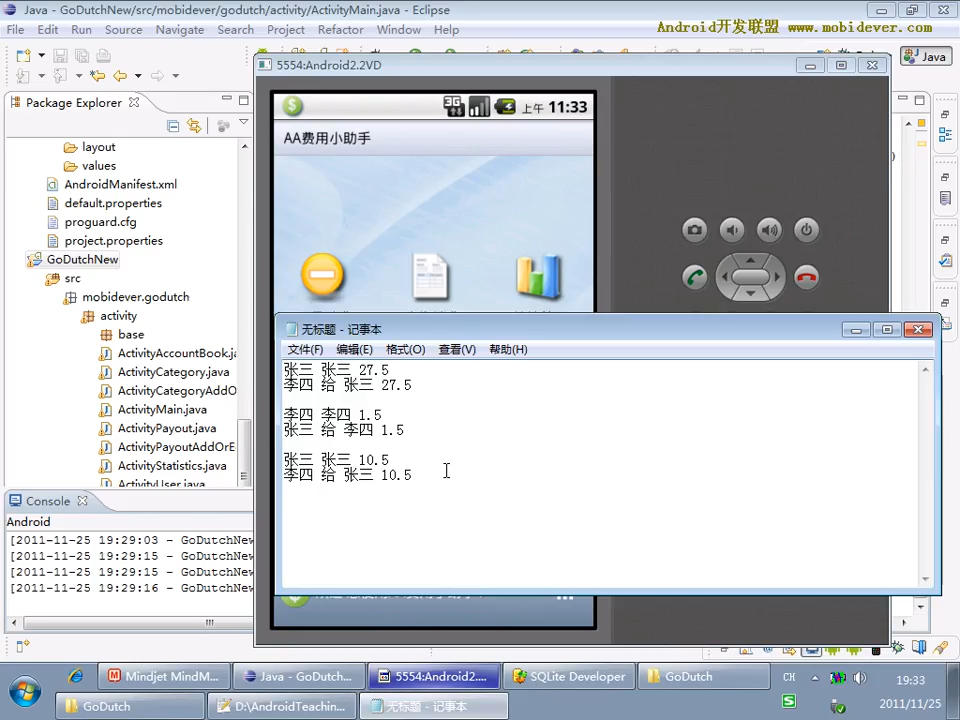 Java - GoDutchNew/src/mobidever/godutch/activity/ActivityMain.java - Eclipse
File Edit Run Source Navigate Search Project Refactor Window Help
Android开发联盟 www.mobidever.com
Java
5554:Android2.2VD
Package Explorer
layout
values
AndroidManifest.xml
default.properties
proguard.cfg
project.properties
GoDutchNew
src
mobidever.godutch
activity
base
ActivityAccountBook.ja
ActivityCategory.java
ActivityCategoryAddO
ActivityMain.java
ActivityPayout.java
ActivityPayoutAddOrE
ActivityStatistics.java
ActivityUser.java
3G 上午 11:33
AA费用小助手
无标题 - 记事本
文件(F) 编辑(E) 格式(O) 查看(V) 帮助(H)
张三 张三 27.5
李四 给 张三 27.5
李四 李四 1.5
张三 给 李四 1.5
张三 张三 10.5
李四 给 张三 10.5
Console
Android
[2011-11-25 19:29:03 - GoDutchNew
[2011-11-25 19:29:15 - GoDutchNew
[2011-11-25 19:29:15 - GoDutchNew
[2011-11-25 19:29:16 - GoDutchNew
Mindjet MindM...
Java - GoDutch...
5554:Android2....
SQLite Developer
GoDutch
CH
19:33
GoDutch
D:\AndroidTeachin...
无标题 - 记事本
2011/11/25